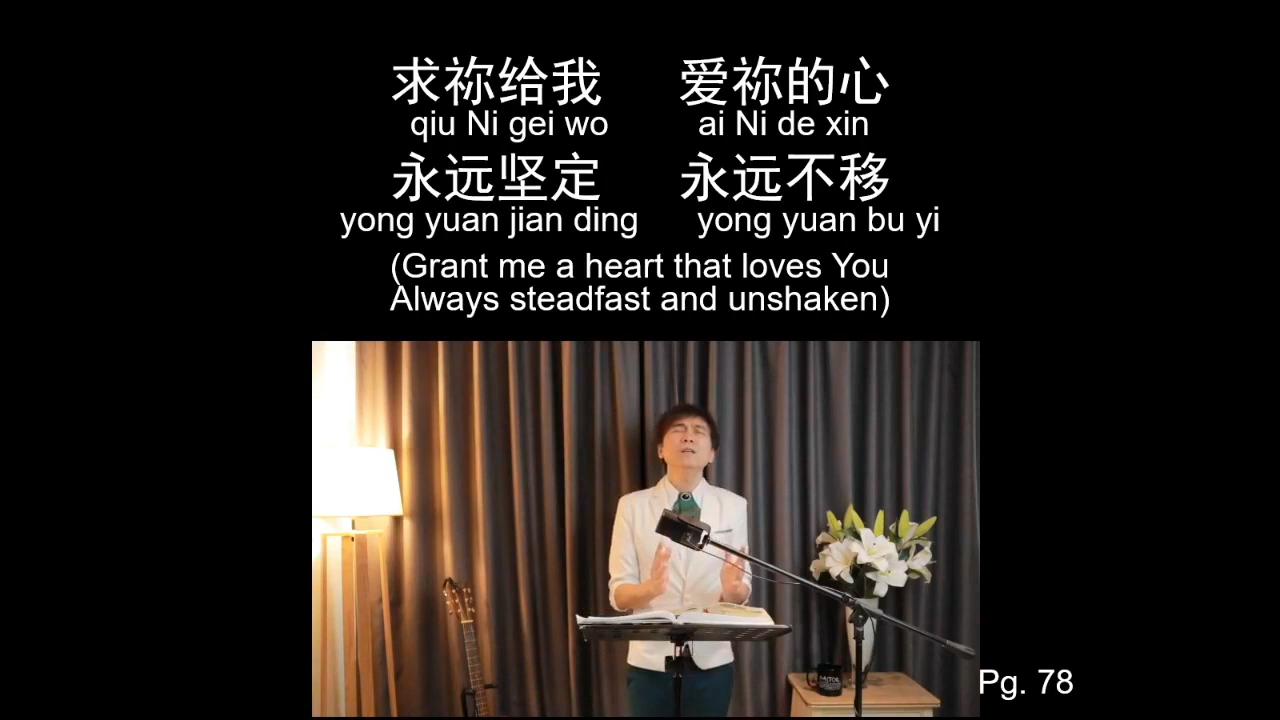 求祢给我 爱祢的心
qiu Ni gei wo ai Ni de xin
永远坚定 永远不移
yong yuan jian ding yong yuan bu yi
(Grant me a heart that loves You
Always steadfast and unshaken)
Pg. 78